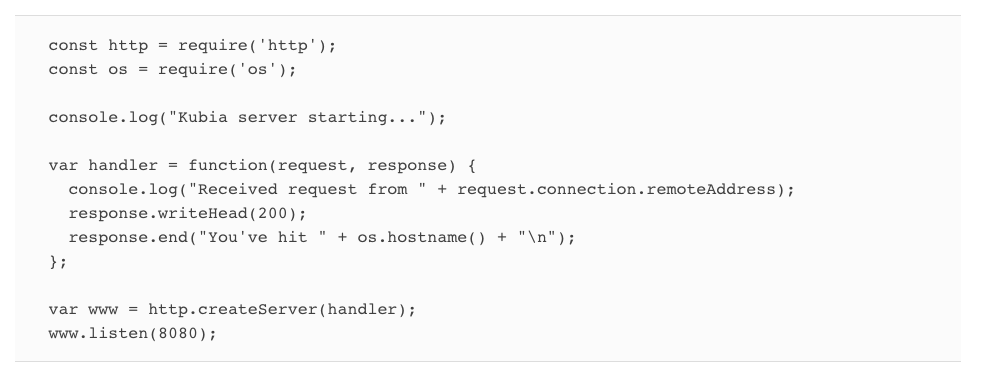 const http = require('http');
const os = require('os');
console.log("Kubia server starting...");
var handler = function(request, response) {
  console.log("Received request from " + request.connection.remoteAddress);
  response.writeHead(200);
  response.end("You've hit " + os.hostname() + "\n");
};
var www = http.createServer(handler);
www.listen(8080);